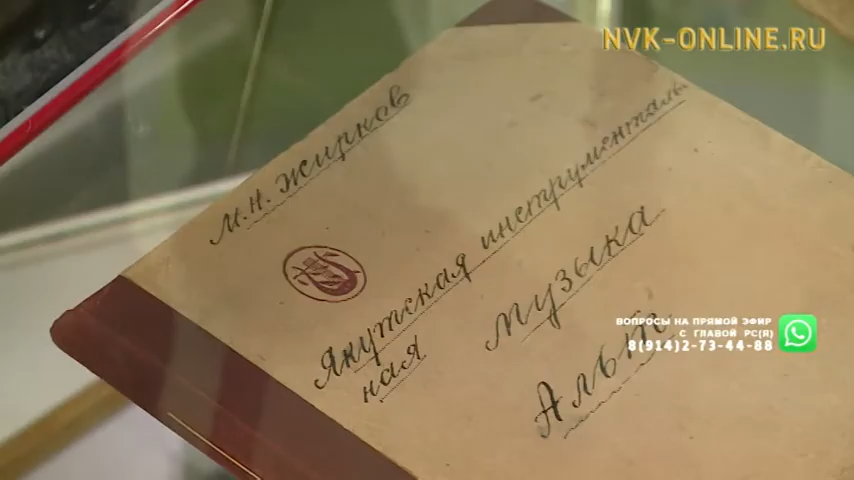 NVK-ONLINE.RU
М.Н. Жирков
Якутская инструменталь
ная музыка
Альт
ВОПРОСЫ НА ПРЯМОЙ ЭФИР
С ГЛАВОЙ РС(Я)
8(914)2-73-44-88